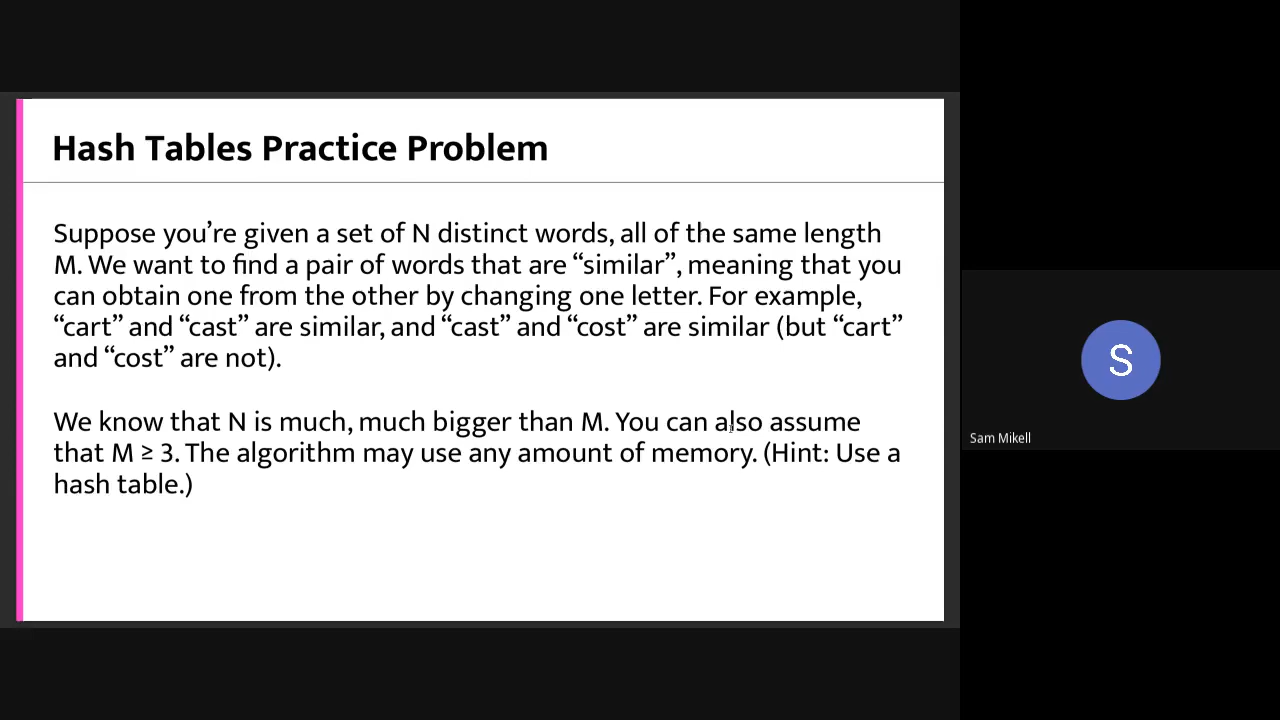 Hash Tables Practice Problem
Suppose you’re given a set of N distinct words, all of the same length
M. We want to find a pair of words that are “similar”, meaning that you
can obtain one from the other by changing one letter. For example,
“cart” and “cast” are similar, and “cast” and “cost” are similar (but “cart”
and “cost” are not).
We know that N is much, much bigger than M. You can also assume
that M ≥ 3. The algorithm may use any amount of memory. (Hint: Use a
hash table.)
S
Sam Mikell